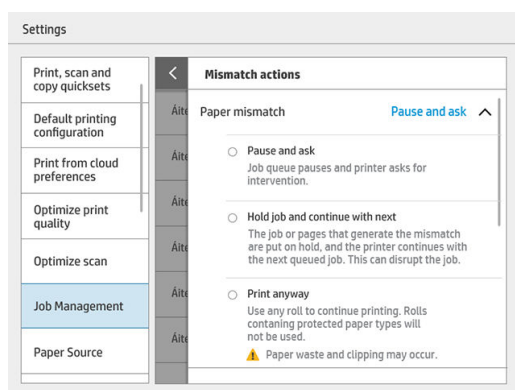 Settings
Print, scan and
copy quicksets
Default printing
configuration
Print from cloud
preferences
Optimize print
quality
Optimize scan
Job Management
Paper Source
Mismatch actions
Paper mismatch
Pause and ask
Pause and ask
Job queue pauses and printer asks for
intervention.
Hold job and continue with next
The job or pages that generate the mismatch
are put on hold, and the printer continues with
the next queued job. This can disrupt the job.
Print anyway
Use any roll to continue printing. Rolls
contaning protected paper types will
not be used.
Paper waste and clipping may occur.